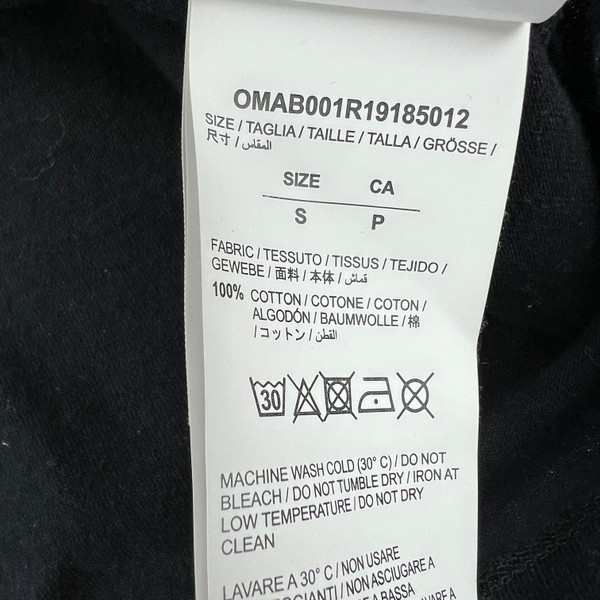 OMAB001R19185012
SIZE / TAGLIA / TAILLE / TALLA / GRÖSSE /
尺寸 / المقاس /
SIZE CA
S P
FABRIC / TESSUTO / TISSUS / TEJIDO /
GEWEBE / 面料 / 本体 / قماش /
100% COTTON / COTONE / COTON /
ALGODÓN / BAUMWOLLE / 棉
/ コットン / القطن /
30
MACHINE WASH COLD (30° C) / DO NOT
BLEACH / DO NOT TUMBLE DRY / IRON AT
LOW TEMPERATURE / DO NOT DRY
CLEAN
LAVARE A 30° C / NON USARE
/ NON ASCIUGARE A
A BASSA